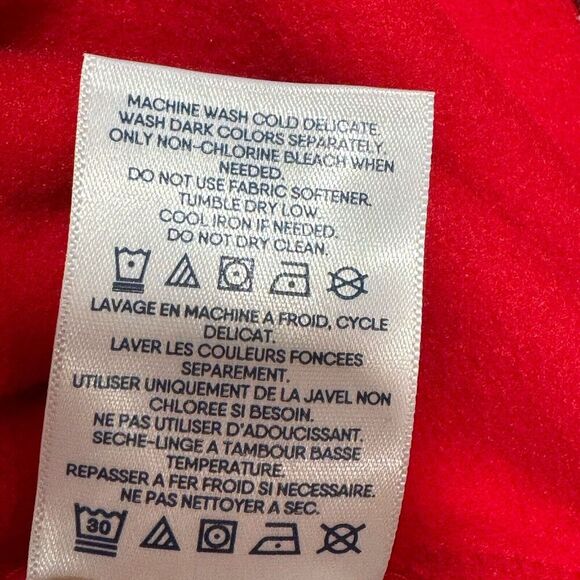 MACHINE WASH COLD DELICATE.
WASH DARK COLORS SEPARATELY.
ONLY NON-CHLORINE BLEACH WHEN
NEEDED.
DO NOT USE FABRIC SOFTENER.
TUMBLE DRY LOW.
COOL IRON IF NEEDED.
DO NOT DRY CLEAN.
LAVAGE EN MACHINE A FROID, CYCLE
DELICAT.
LAVER LES COULEURS FONCEES
SEPAREMENT.
UTILISER UNIQUEMENT DE LA JAVEL NON
CHLOREE SI BESOIN.
NE PAS UTILISER D'ADOUCISSANT.
SECHE-LINGE A TAMBOUR BASSE
TEMPERATURE.
REPASSER A FER FROID SI NECESSAIRE.
NE PAS NETTOYER A SEC.
30